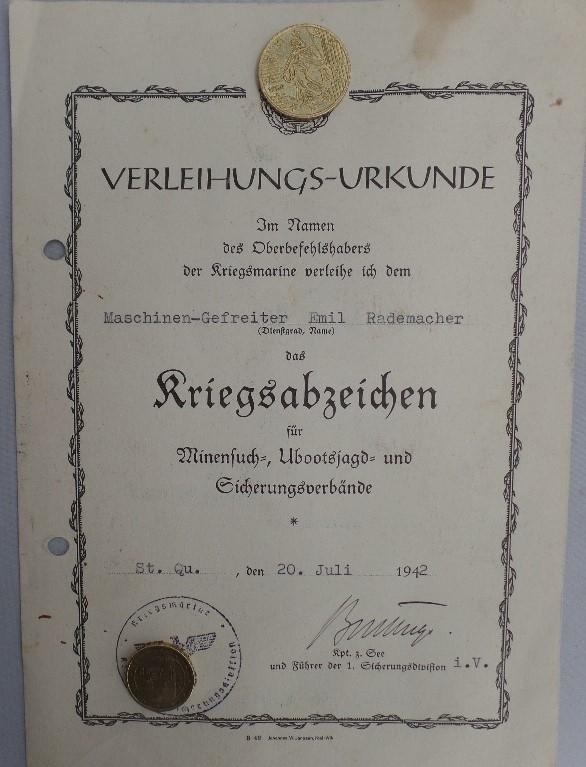 VERLEIHUNGS-URKUNDE
Im Namen
des Oberbefehlshabers
der Kriegsmarine verleihe ich dem
Maschinen-Gefreiter Emil Rademacher
(Dienstgrad, Name)
das
Kriegsabzeichen
für
Minensuch-, Ubootsjagd- und
Sicherungsverbände
*
St. Qu. , den 20. Juli 1942
Kriegsmarine
Kpt. z. See
und Führer der 1. Sicherungsdivision i.V.